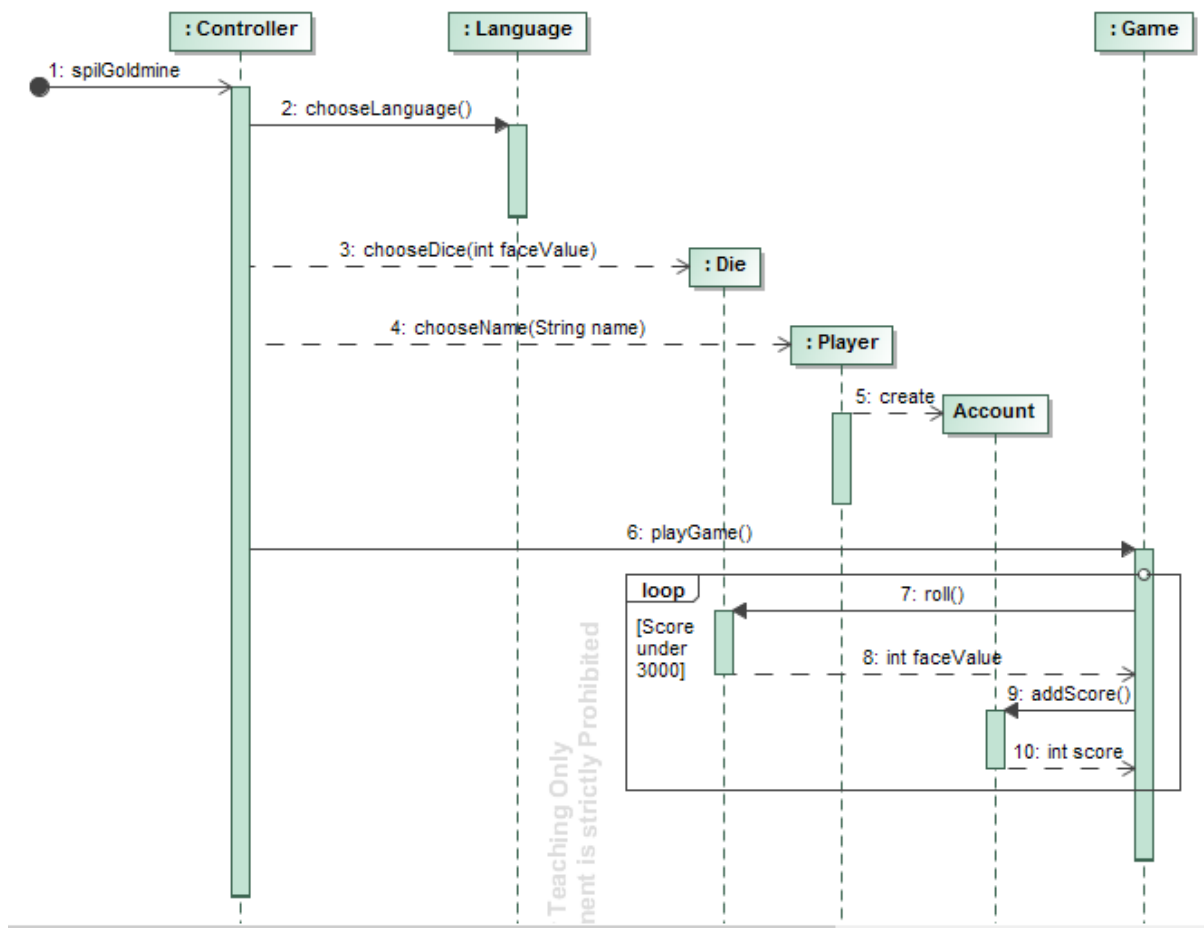 : Controller
: Language
: Game
1: spilGoldmine
2: chooseLanguage()
3: chooseDice(int faceValue)
: Die
4: chooseName(String name)
: Player
5: create
Account
6: playGame()
loop
7: roll()
[Score
under
3000]
8: int faceValue
9: addScore()
10: int score
Teaching Only
nent is strictly Prohibited